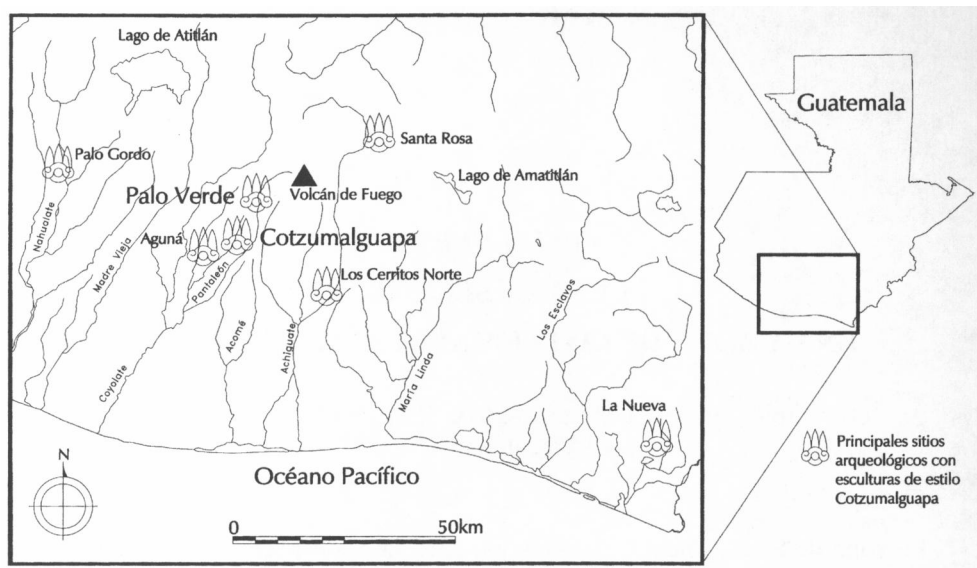 Lago de Atitlán
Guatemala
Santa Rosa
Palo Gordo
Lago de Amatitlán
Palo Verde
Volcán de Fuego
Nahualate
Madre Vieja
Aguná
Cotzumalguapa
Pantaleón
Los Cerritos Norte
Los Esclavos
Acomé
Achiguate
Coyolate
María Linda
La Nueva
N
Océano Pacífico
0 50km
Principales sitios
arqueológicos con
esculturas de estilo
Cotzumalguapa